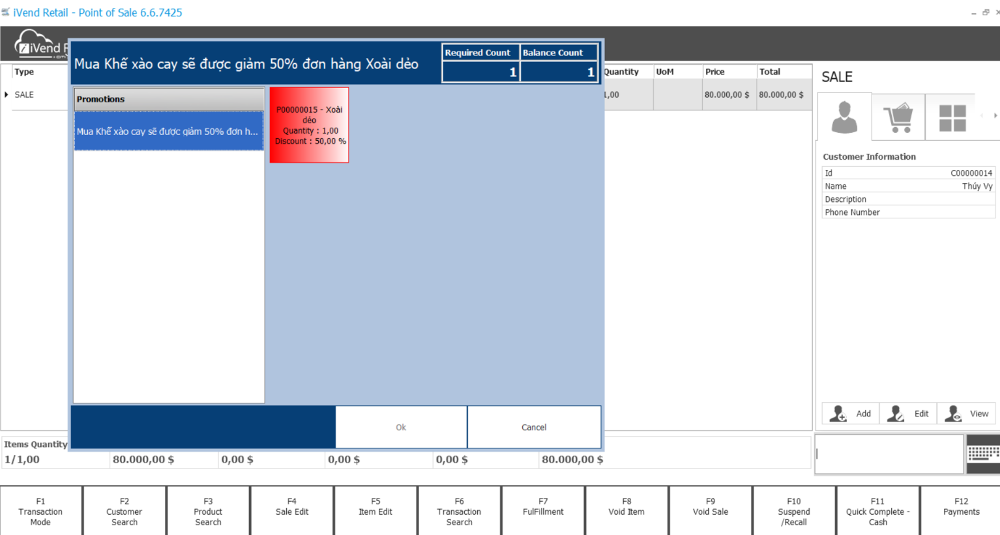 iVend Retail - Point of Sale 6.6.7425
iVend R
Mua Khế xào cay sẽ được giảm 50% đơn hàng Xoài dẻo
Required Count
Balance Count
1
1
Type
Quantity
UoM
Price
Total
SALE
1,00
80.000,00 $
80.000,00 $
Promotions
Mua Khế xào cay sẽ được giảm 50% đơn h...
P00000015 - Xoài
dẻo
Quantity : 1,00
Discount : 50,00 %
Ok
Cancel
SALE
Customer Information
Id
C00000014
Name
Thúy Vy
Description
Phone Number
Add
Edit
View
Items Quantity
1/1,00
80.000,00 $
0,00 $
0,00 $
0,00 $
80.000,00 $
F1
Transaction
Mode
F2
Customer
Search
F3
Product
Search
F4
Sale Edit
F5
Item Edit
F6
Transaction
Search
F7
FulFillment
F8
Void Item
F9
Void Sale
F10
Suspend
/Recall
F11
Quick Complete -
Cash
F12
Payments